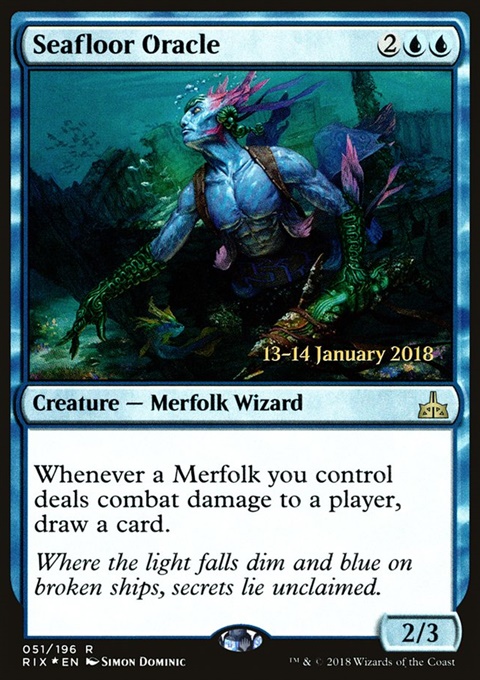 Seafloor Oracle 2
13–14 January 2018
Creature — Merfolk Wizard
Whenever a Merfolk you control
deals combat damage to a player,
draw a card.
Where the light falls dim and blue on
broken ships, secrets lie unclaimed.
2/3
051/196 R
RIX★EN Simon Dominic
™ & © 2018 Wizards of the Coast